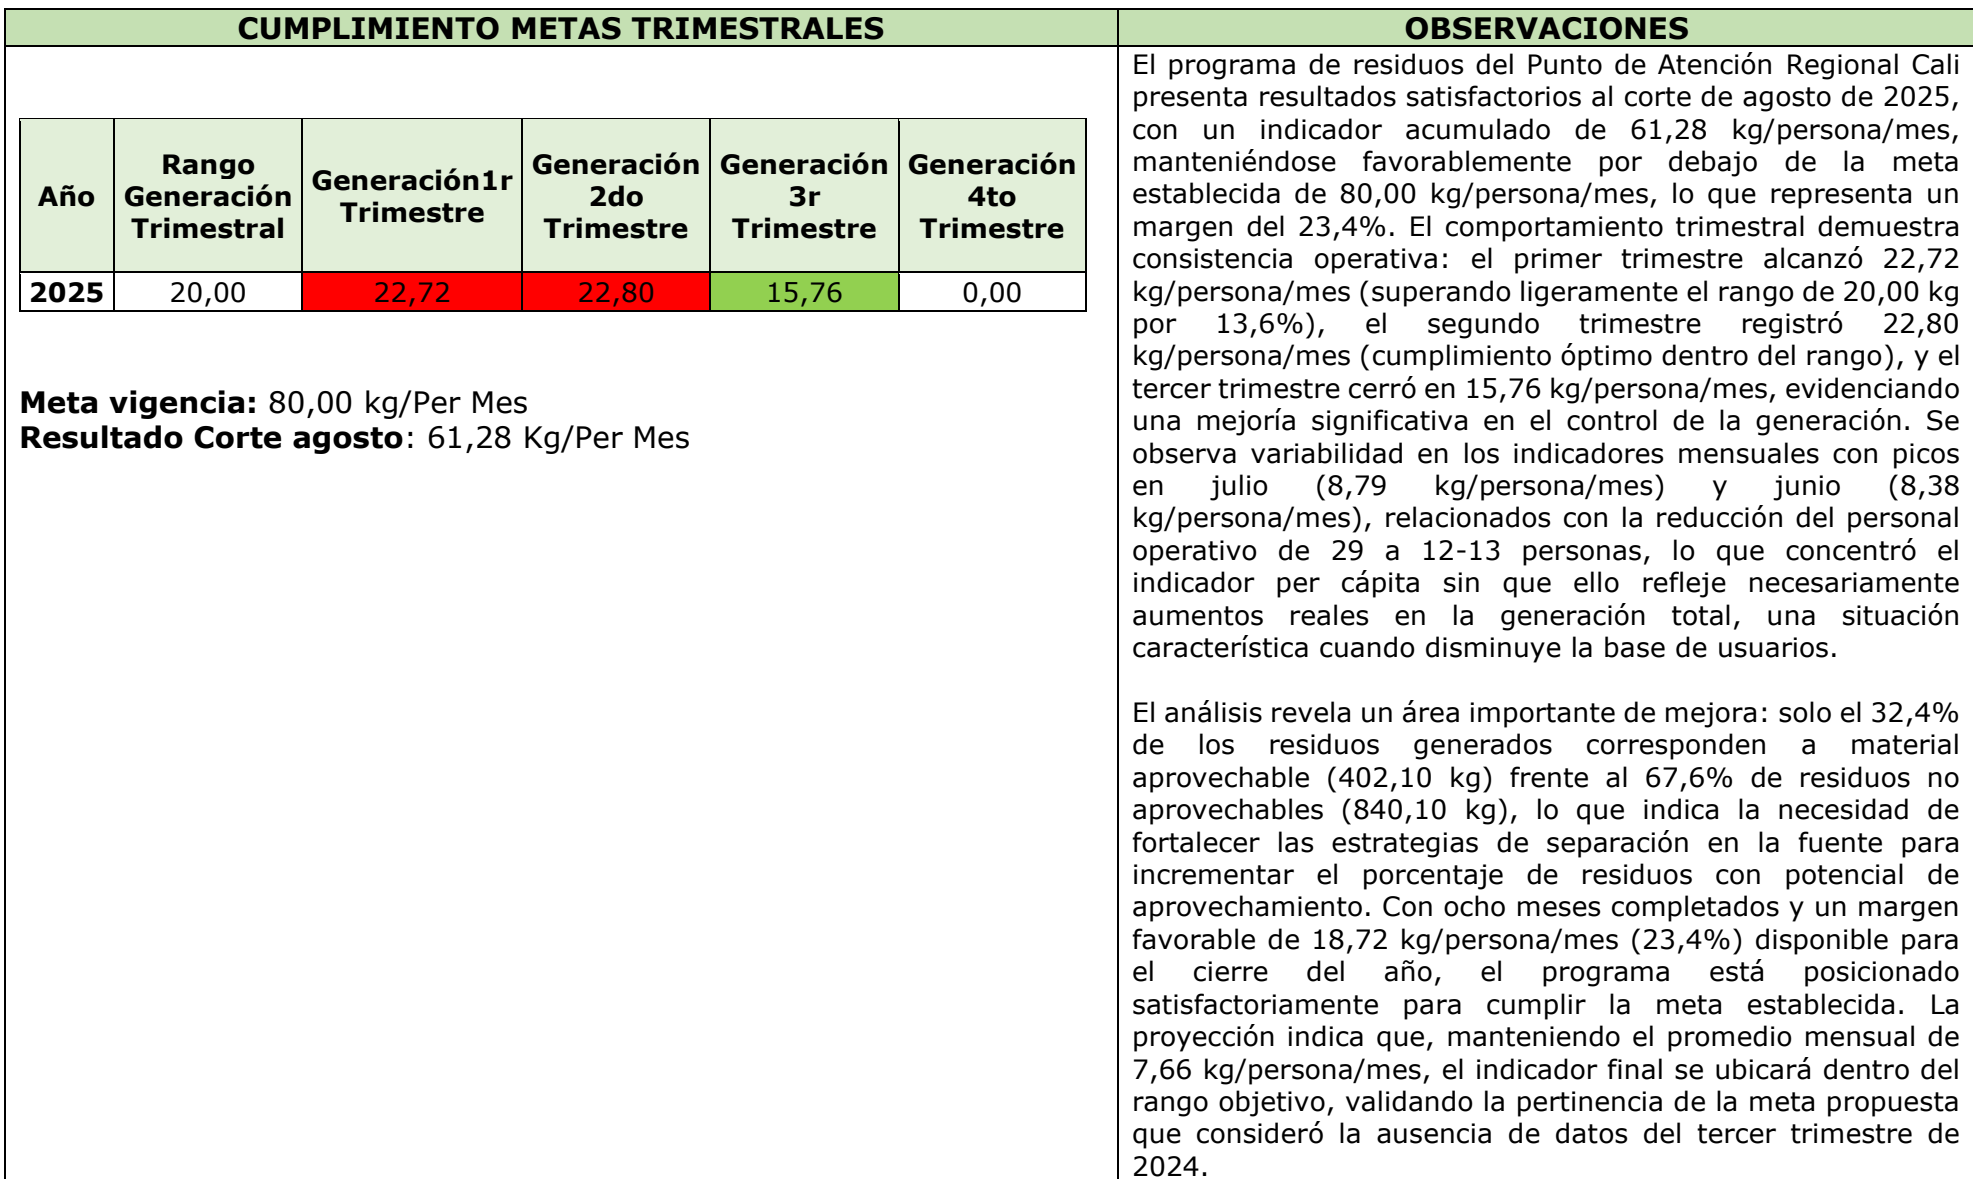 CUMPLIMIENTO METAS TRIMESTRALES
OBSERVACIONES
Año
Rango
Generación
Trimestral
Generación1r
Trimestre
Generación
2do
Trimestre
Generación
3r
Trimestre
Generación
4to
Trimestre
2025
20,00
22,72
22,80
15,76
0,00
Meta vigencia: 80,00 kg/Per Mes
Resultado Corte agosto: 61,28 Kg/Per Mes
El programa de residuos del Punto de Atención Regional Cali
presenta resultados satisfactorios al corte de agosto de 2025,
con un indicador acumulado de 61,28 kg/persona/mes,
manteniéndose favorablemente por debajo de la meta
establecida de 80,00 kg/persona/mes, lo que representa un
margen del 23,4%. El comportamiento trimestral demuestra
consistencia operativa: el primer trimestre alcanzó 22,72
kg/persona/mes (superando ligeramente el rango de 20,00 kg
por 13,6%), el segundo trimestre registró 22,80
kg/persona/mes (cumplimiento óptimo dentro del rango), y el
tercer trimestre cerró en 15,76 kg/persona/mes, evidenciando
una mejoría significativa en el control de la generación. Se
observa variabilidad en los indicadores mensuales con picos
en julio (8,79 kg/persona/mes) y junio (8,38
kg/persona/mes), relacionados con la reducción del personal
operativo de 29 a 12-13 personas, lo que concentró el
indicador per cápita sin que ello refleje necesariamente
aumentos reales en la generación total, una situación
característica cuando disminuye la base de usuarios.
El análisis revela un área importante de mejora: solo el 32,4%
de los residuos generados corresponden a material
aprovechable (402,10 kg) frente al 67,6% de residuos no
aprovechables (840,10 kg), lo que indica la necesidad de
fortalecer las estrategias de separación en la fuente para
incrementar el porcentaje de residuos con potencial de
aprovechamiento. Con ocho meses completados y un margen
favorable de 18,72 kg/persona/mes (23,4%) disponible para
el cierre del año, el programa está posicionado
satisfactoriamente para cumplir la meta establecida. La
proyección indica que, manteniendo el promedio mensual de
7,66 kg/persona/mes, el indicador final se ubicará dentro del
rango objetivo, validando la pertinencia de la meta propuesta
que consideró la ausencia de datos del tercer trimestre de
2024.